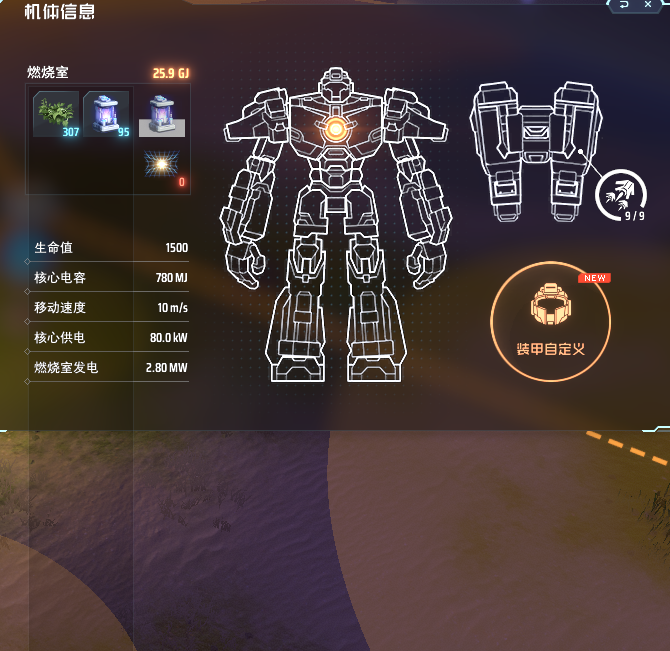 机体信息
燃烧室 25.9 GJ
307 95
0
生命值 1500
核心电容 780 MJ
移动速度 10 m/s
核心供电 80.0 kW
燃烧室发电 2.80 MW
9 / 9
NEW
装甲自定义